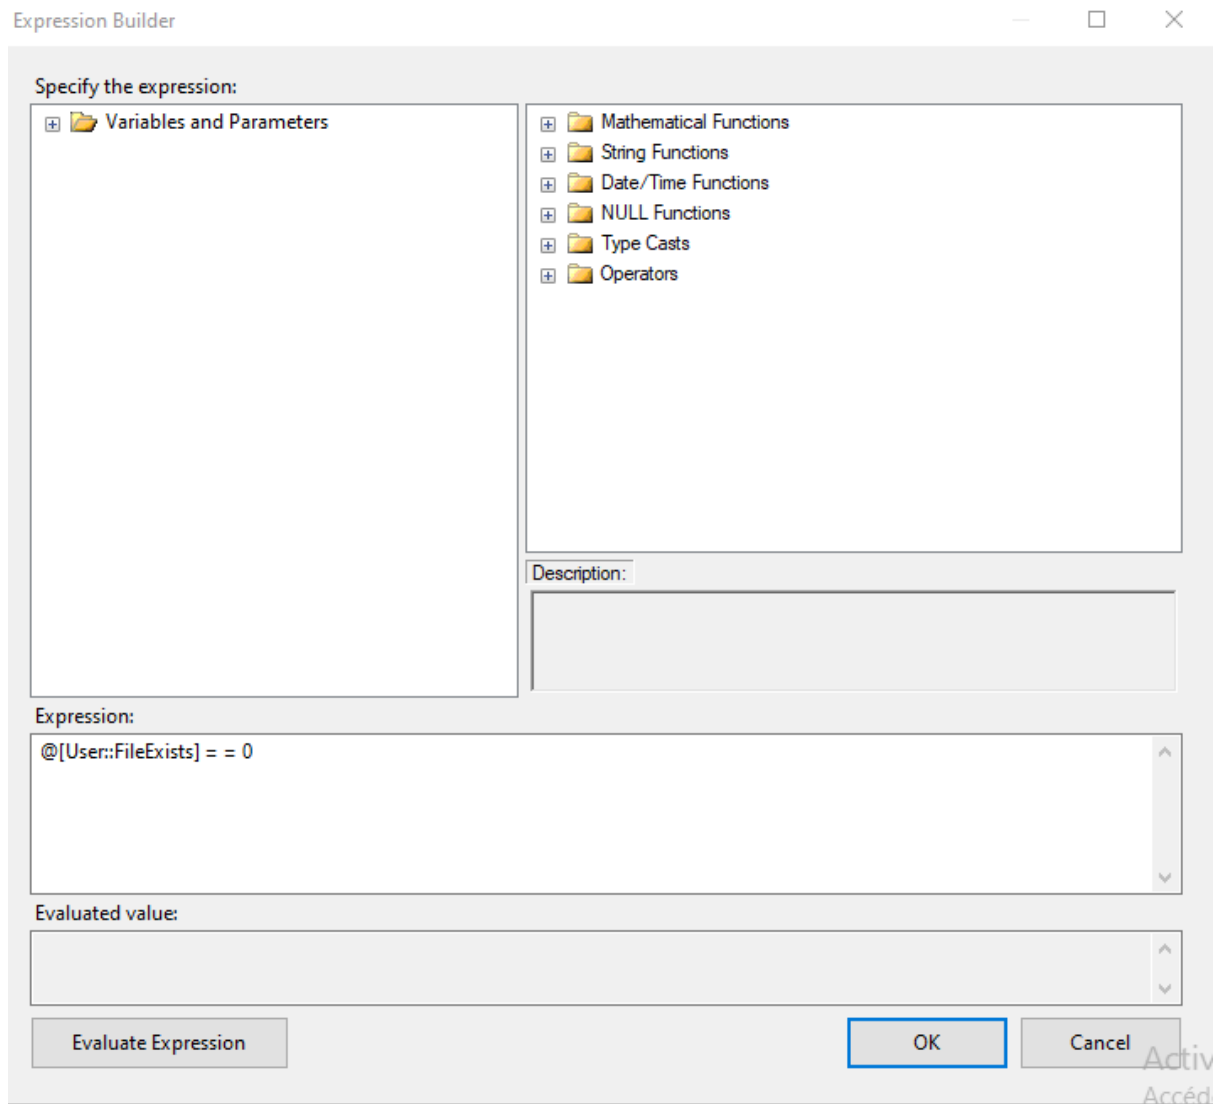 Expression Builder
Specify the expression:
Variables and Parameters
Mathematical Functions
String Functions
Date/Time Functions
NULL Functions
Type Casts
Operators
Description:
Expression:
@[User::FileExists] = = 0
Evaluated value:
Evaluate Expression
OK
Cancel
Activ
Accéd